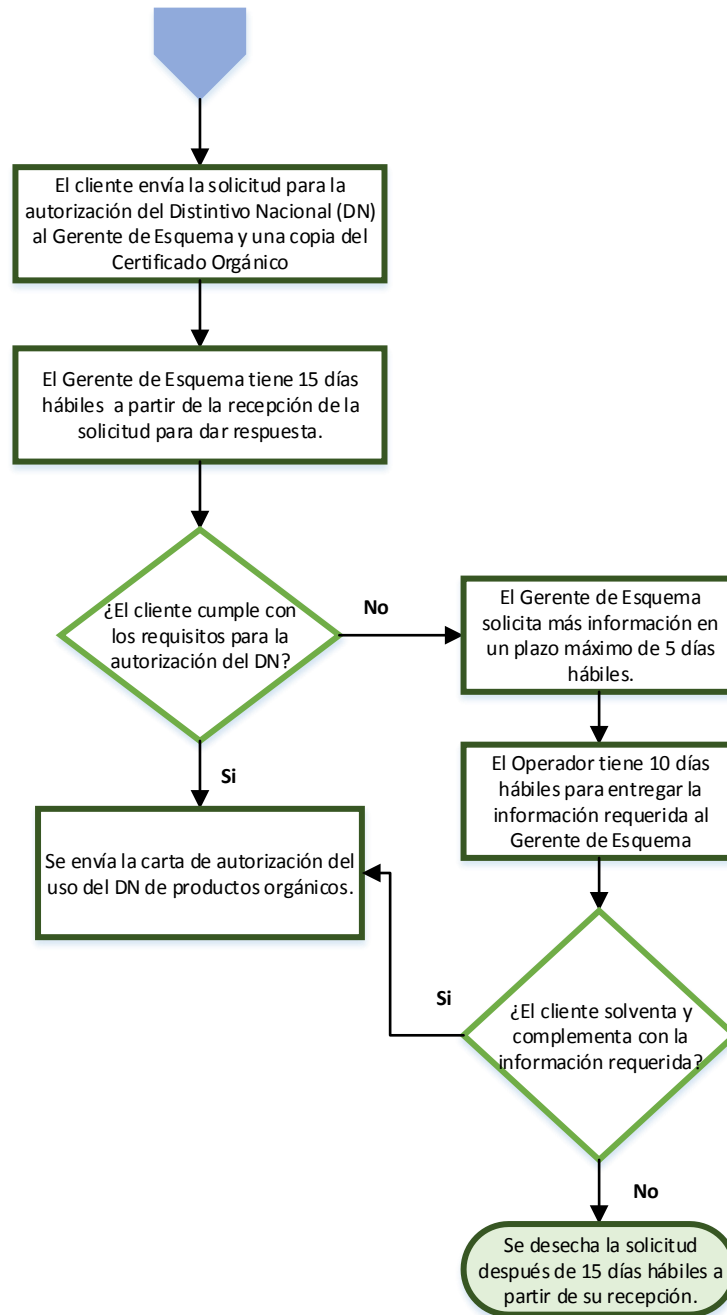 El cliente envía la solicitud para la
autorización del Distintivo Nacional (DN)
al Gerente de Esquema y una copia del
Certificado Orgánico
El Gerente de Esquema tiene 15 días
hábiles a partir de la recepción de la
solicitud para dar respuesta.
¿El cliente cumple con
los requisitos para la
autorización del DN?
No
El Gerente de Esquema
solicita más información en
un plazo máximo de 5 días
hábiles.
El Operador tiene 10 días
hábiles para entregar la
información requerida al
Gerente de Esquema
Si
Se envía la carta de autorización del
uso del DN de productos orgánicos.
Si
¿El cliente solventa y
complementa con la
información requerida?
No
Se desecha la solicitud
después de 15 días hábiles a
partir de su recepción.